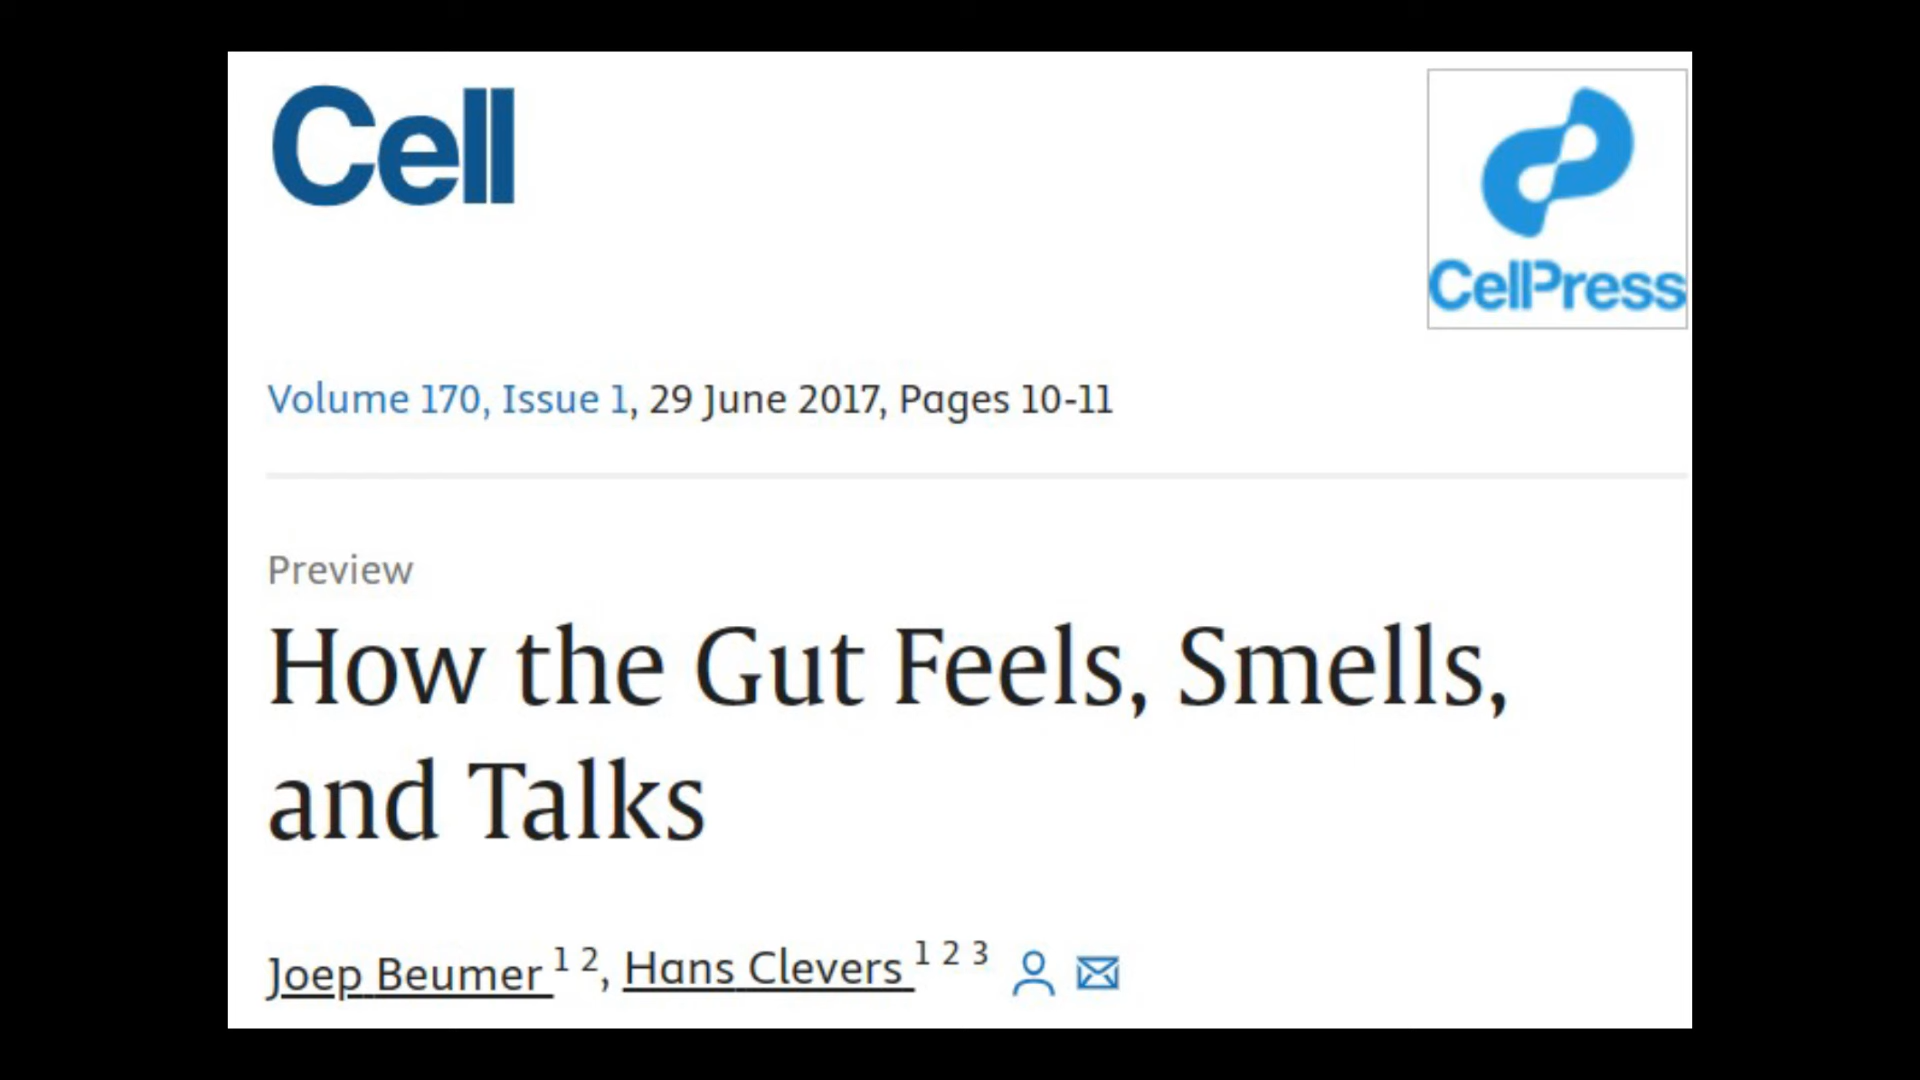 Cell
CellPress
Volume 170, Issue 1, 29 June 2017, Pages 10-11
Preview
How the Gut Feels, Smells,
and Talks
Joep Beumer 1 2, Hans Clevers 1 2 3